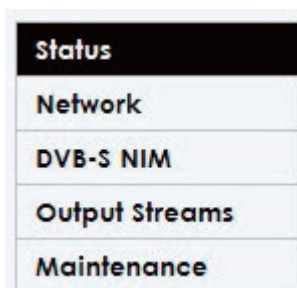 Status
Network
DVB-S NIM
Output Streams
Maintenance